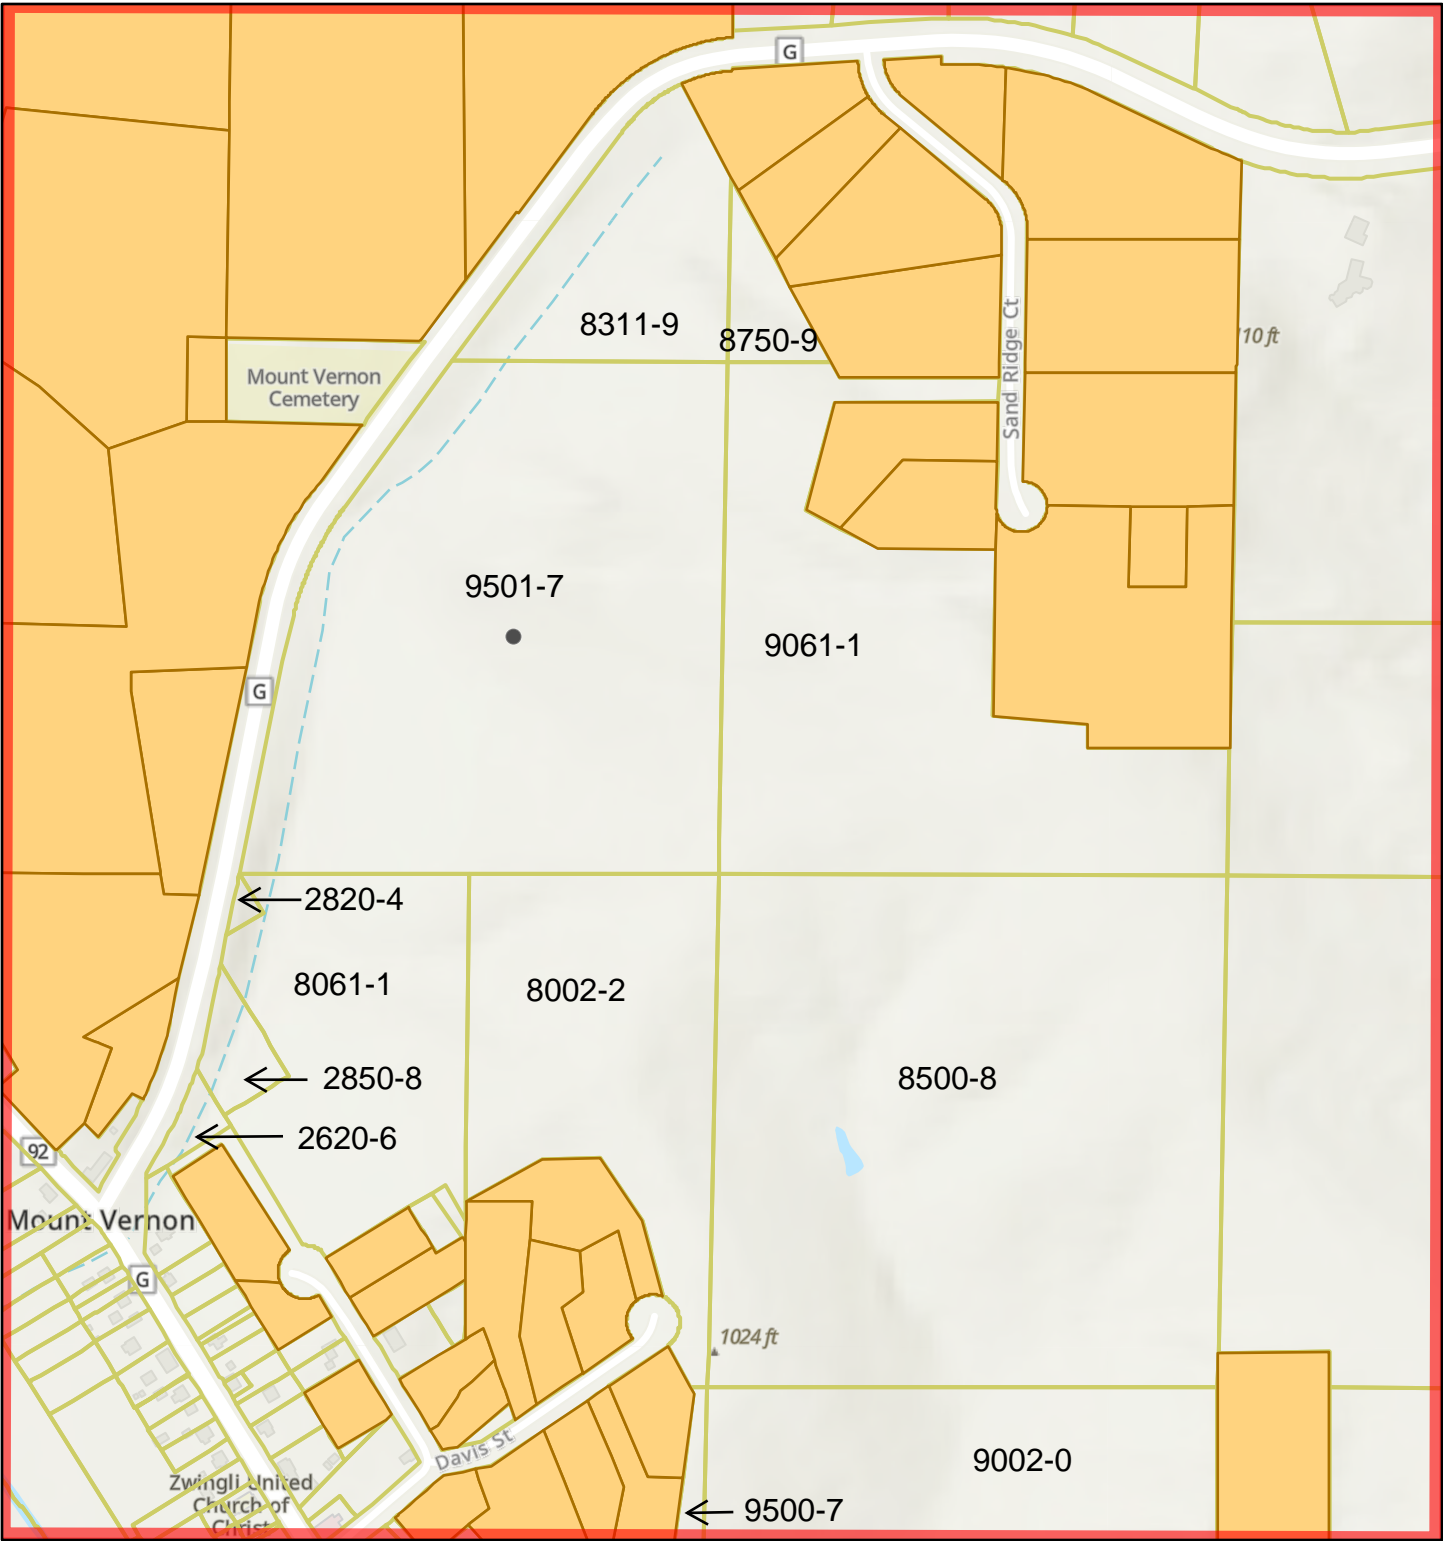 G
8311-9
8750-9
Sand Ridge Ct
10 ft
Mount Vernon
Cemetery
9501-7
9061-1
G
2820-4
8061-1
8002-2
2850-8
8500-8
2620-6
92
Mount Vernon
G
1024 ft
Davis St
9002-0
Zwingli United
Church of
Christ
9500-7